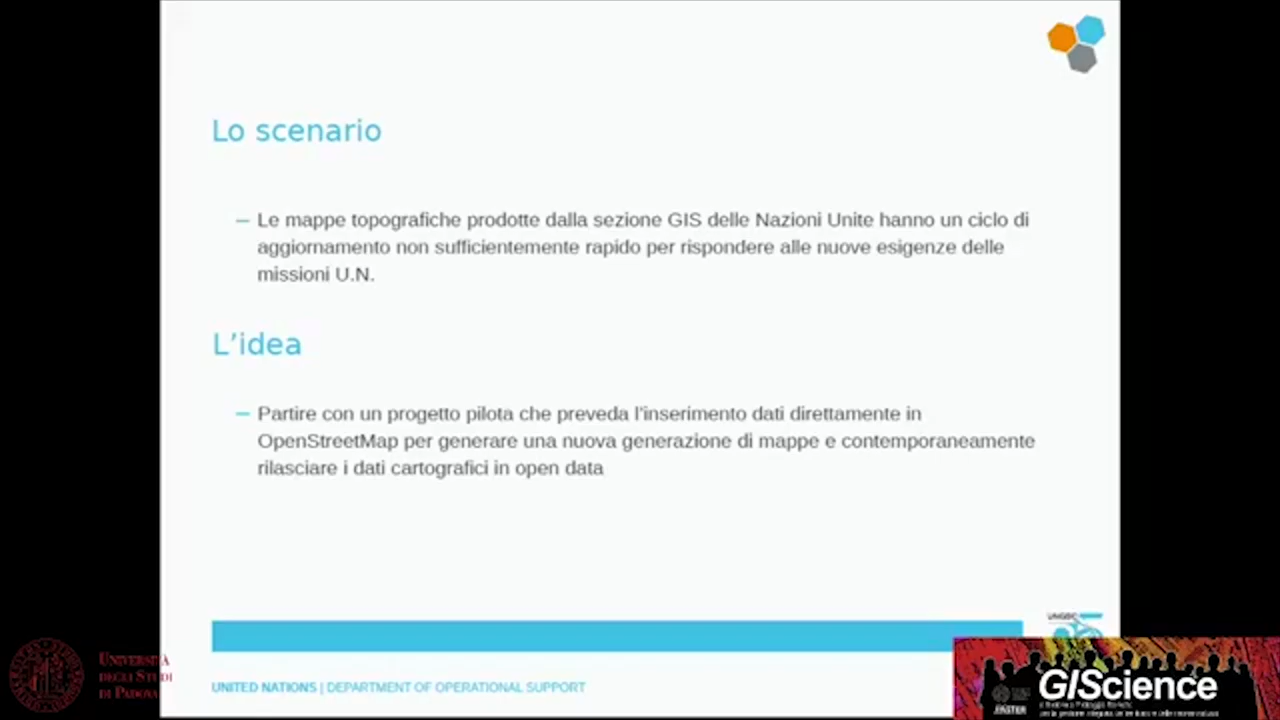 Lo scenario
– Le mappe topografiche prodotte dalla sezione GIS delle Nazioni Unite hanno un ciclo di
aggiornamento non sufficientemente rapido per rispondere alle nuove esigenze delle
missioni U.N.
L'idea
– Partire con un progetto pilota che preveda l'inserimento dati direttamente in
OpenStreetMap per generare una nuova generazione di mappe e contemporaneamente
rilasciare i dati cartografici in open data
UNITED NATIONS | DEPARTMENT OF OPERATIONAL SUPPORT
UNIVERSITÀ
DEGLI STUDI
DI PADOVA
GIScience
MASTER